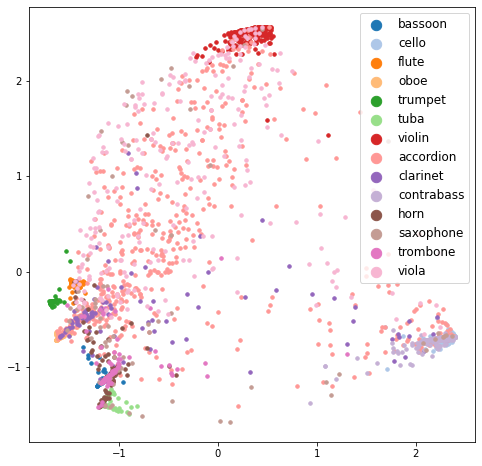 bassoon
cello
flute
oboe
trumpet
tuba
violin
accordion
clarinet
contrabass
horn
saxophone
trombone
viola
2
1
0
−1
−1
0
1
2